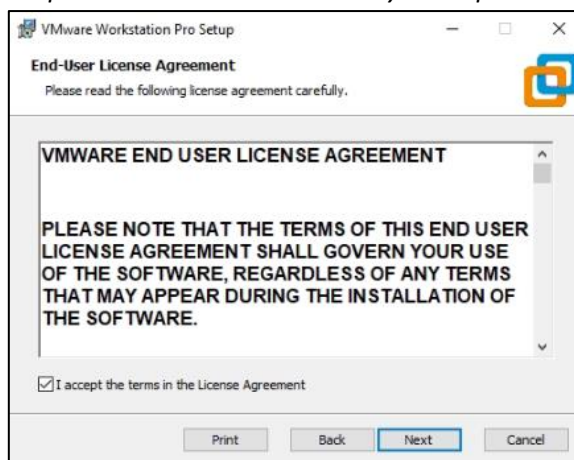 VMware Workstation Pro Setup
End-User License Agreement
Please read the following license agreement carefully.
VMWARE END USER LICENSE AGREEMENT
PLEASE NOTE THAT THE TERMS OF THIS END USER
LICENSE AGREEMENT SHALL GOVERN YOUR USE
OF THE SOFTWARE, REGARDLESS OF ANY TERMS
THAT MAY APPEAR DURING THE INSTALLATION OF
THE SOFTWARE.
I accept the terms in the License Agreement
Print Back Next Cancel